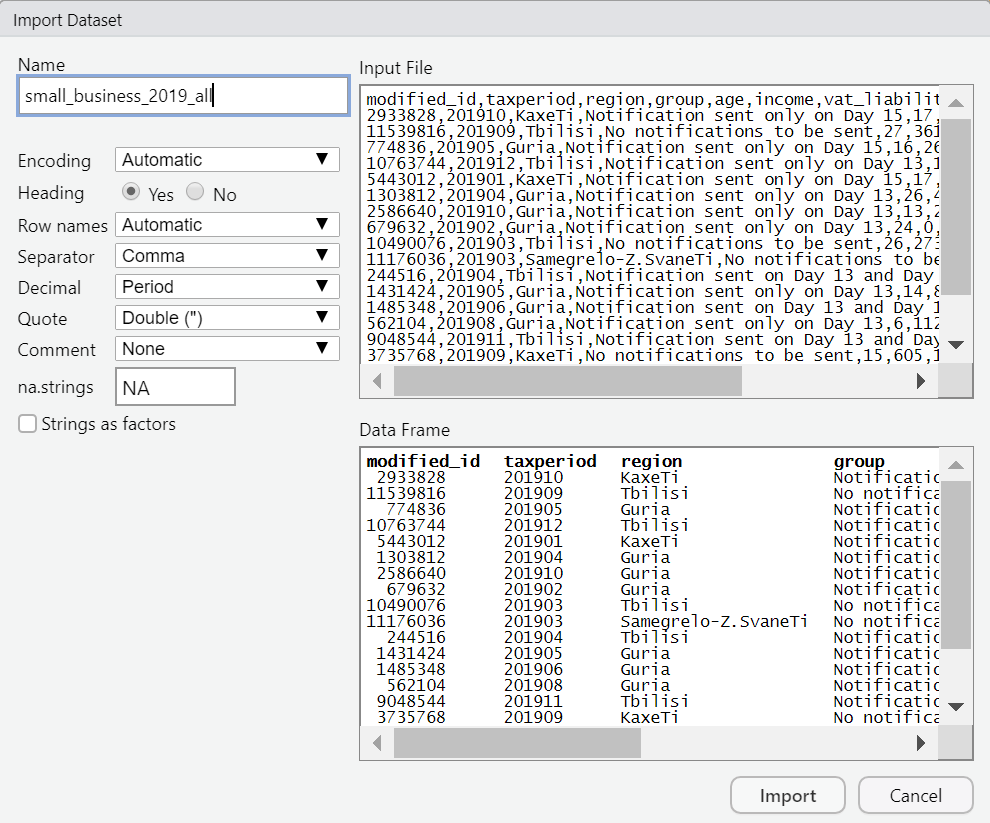 Import Dataset
Name
small_business_2019_all
Encoding Automatic
Heading Yes No
Row names Automatic
Separator Comma
Decimal Period
Quote Double (")
Comment None
na.strings NA
Strings as factors
Input File
modified_id,taxperiod,region,group,age,income,vat_liabilit
2933828,201910,KaxeTi,Notification sent only on Day 15,17,
11539816,201909,Tbilisi,No notifications to be sent,27,361
774836,201905,Guria,Notification sent only on Day 15,16,26
10763744,201912,Tbilisi,Notification sent only on Day 13,1
5443012,201901,KaxeTi,Notification sent only on Day 15,17,
1303812,201904,Guria,Notification sent only on Day 13,26,4
2586640,201910,Guria,Notification sent only on Day 13,13,2
679632,201902,Guria,Notification sent only on Day 13,24,0,
10490076,201903,Tbilisi,No notifications to be sent,26,273
11176036,201903,Samegrelo-Z.SvaneTi,No notifications to be
244516,201904,Tbilisi,Notification sent on Day 13 and Day
1431424,201905,Guria,Notification sent only on Day 13,14,8
1485348,201906,Guria,Notification sent on Day 13 and Day 1
562104,201908,Guria,Notification sent only on Day 13,6,112
9048544,201911,Tbilisi,Notification sent on Day 13 and Day
3735768,201909,KaxeTi,No notifications to be sent,15,605,1
Data Frame
modified_id taxperiod region group
2933828 201910 KaxeTi Notificatio
11539816 201909 Tbilisi No notifica
774836 201905 Guria Notificatio
10763744 201912 Tbilisi Notificatio
5443012 201901 KaxeTi Notificatio
1303812 201904 Guria Notificatio
2586640 201910 Guria Notificatio
679632 201902 Guria Notificatio
10490076 201903 Tbilisi No notifica
11176036 201903 Samegrelo-Z.SvaneTi No notifica
244516 201904 Tbilisi Notificatio
1431424 201905 Guria Notificatio
1485348 201906 Guria Notificatio
562104 201908 Guria Notificatio
9048544 201911 Tbilisi Notificatio
3735768 201909 KaxeTi No notifica
Import Cancel